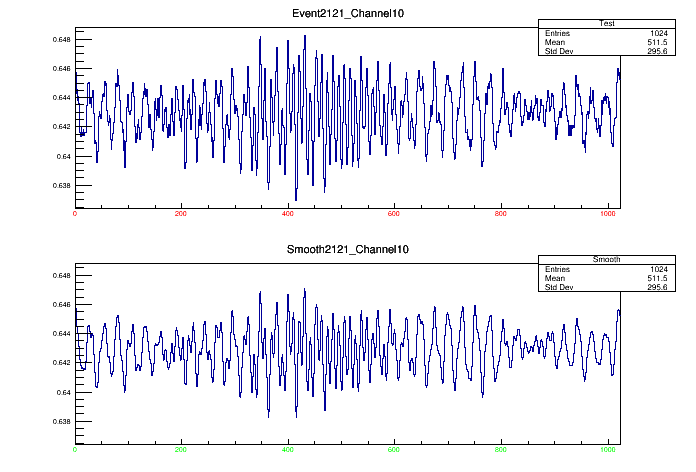 Event2121_Channel10
Test
Entries 1024
Mean 511.5
Std Dev 295.6
0.648
0.646
0.644
0.642
0.64
0.638
0 200 400 600 800 1000
Smooth2121_Channel10
Smooth
Entries 1024
Mean 511.5
Std Dev 295.6
0.648
0.646
0.644
0.642
0.64
0.638
0 200 400 600 800 1000